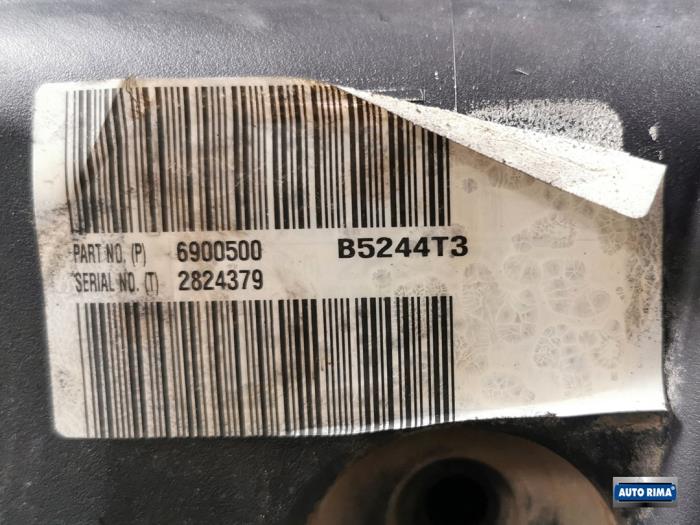 PART NO. (P) 6900500 B5244T3
SERIAL NO. (T) 2824379
AUTO RIMA